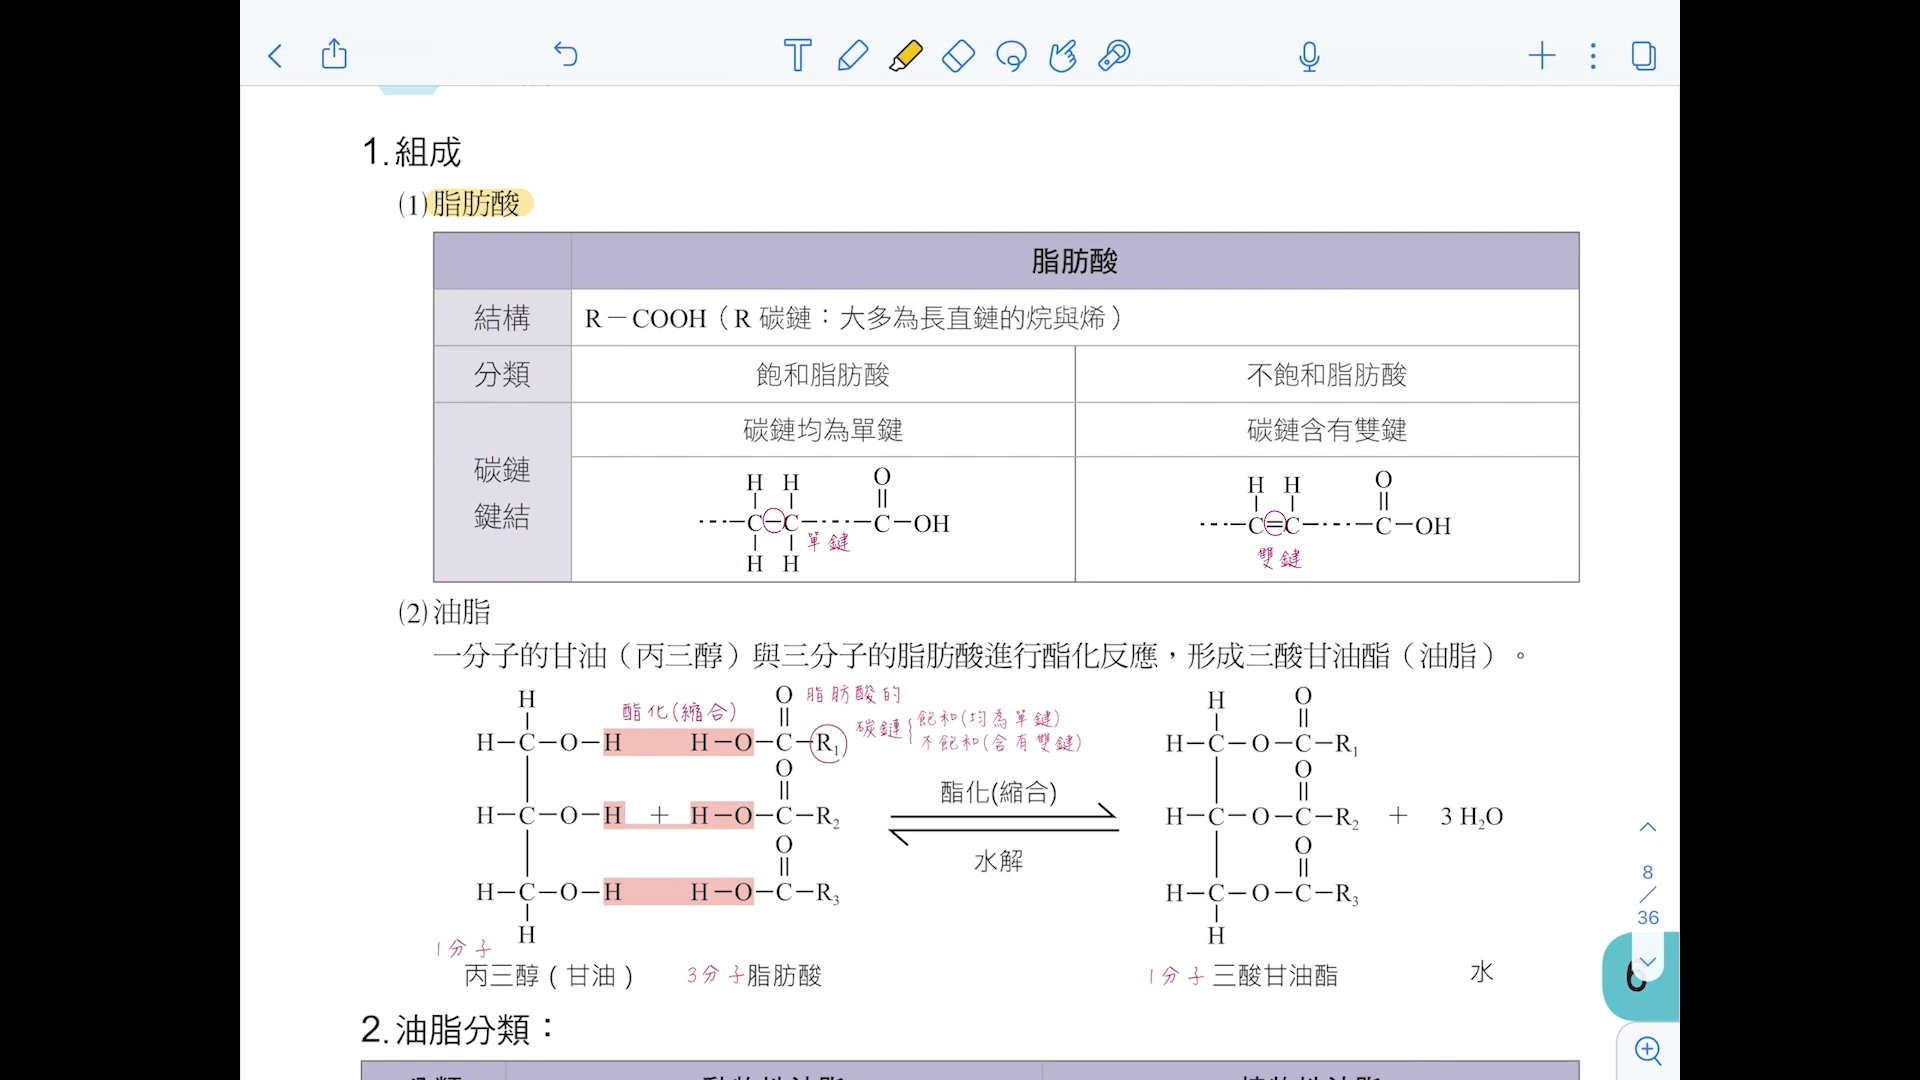 1.組成
(1)脂肪酸
脂肪酸
結構 R－COOH（R 碳鏈：大多為長直鏈的烷與烯）
分類 飽和脂肪酸 不飽和脂肪酸
碳鏈均為單鍵 碳鏈含有雙鍵
碳鏈
鍵結
H H O H H O
C－C C－OH C=C C－OH
單鍵 雙鍵
H H
(2)油脂
一分子的甘油（丙三醇）與三分子的脂肪酸進行酯化反應，形成三酸甘油酯（油脂）。
H 酯化(縮合) O 脂肪酸的 H O
碳鏈{飽和(均為單鍵)
不飽和(含有雙鍵)
H－C－O－H H－O－C－R₁ H－C－O－C－R₁
O 酯化(縮合) O
H－C－O－H ＋ H－O－C－R₂ H－C－O－C－R₂ ＋ 3 H₂O
O 水解 O
H－C－O－H H－O－C－R₃ H－C－O－C－R₃
H H
1分子
丙三醇(甘油) 3分子脂肪酸 1分子三酸甘油酯 水
2.油脂分類：
8
/
36
T